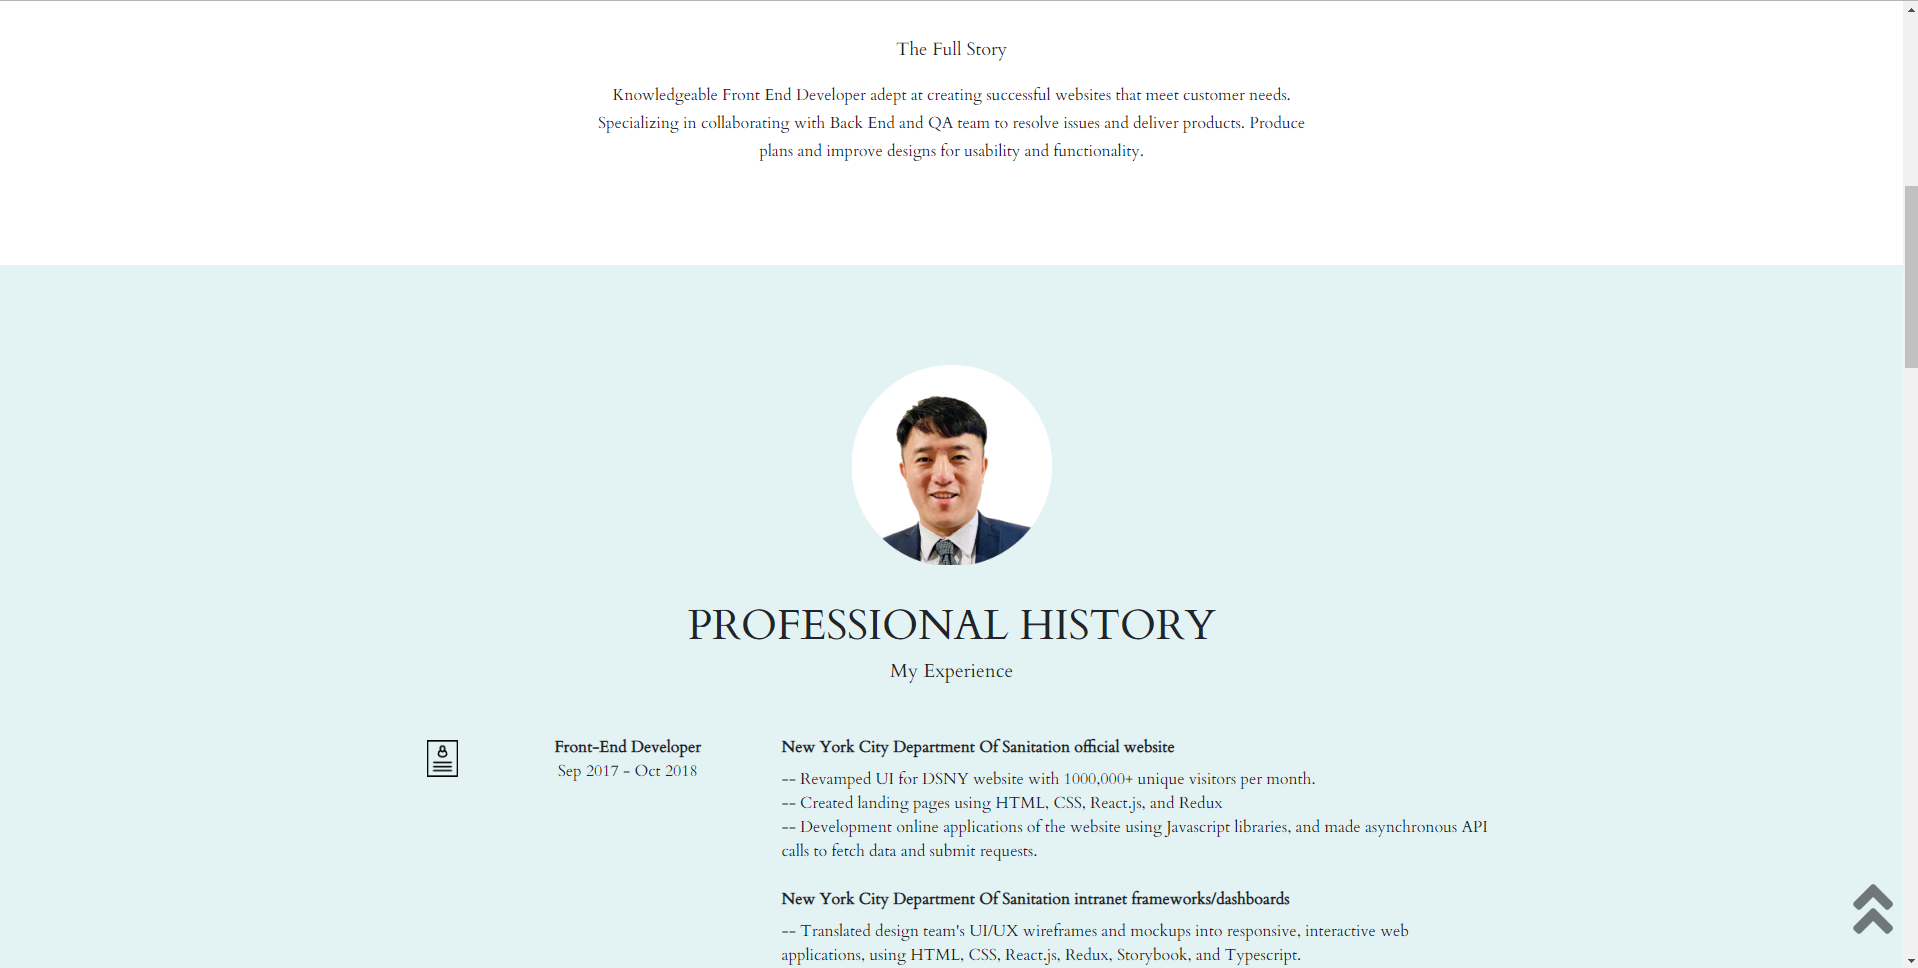 The Full Story
Knowledgeable Front End Developer adept at creating successful websites that meet customer needs.
Specializing in collaborating with Back End and QA team to resolve issues and deliver products. Produce
plans and improve designs for usability and functionality.
PROFESSIONAL HISTORY
My Experience
Front-End Developer
Sep 2017 - Oct 2018
New York City Department Of Sanitation official website
-- Revamped UI for DSNY website with 1000,000+ unique visitors per month.
-- Created landing pages using HTML, CSS, React.js, and Redux
-- Development online applications of the website using Javascript libraries, and made asynchronous API
calls to fetch data and submit requests.
New York City Department Of Sanitation intranet frameworks/dashboards
-- Translated design team's UI/UX wireframes and mockups into responsive, interactive web
applications, using HTML, CSS, React.js, Redux, Storybook, and Typescript.